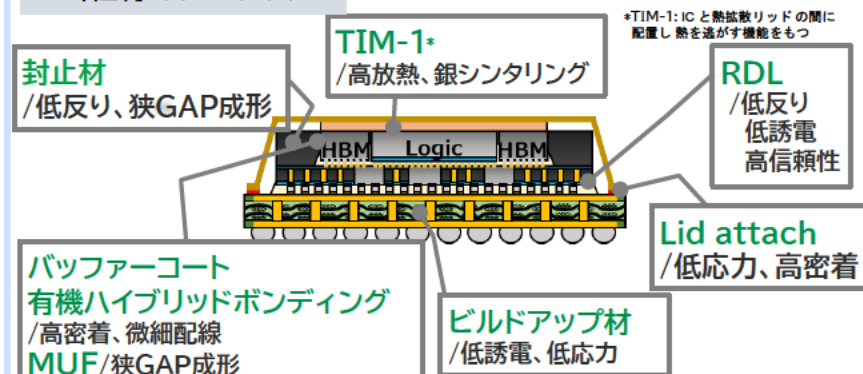 *TIM-1: IC と熱拡散リッド の間に
配置し 熱を逃がす機能をもつ
TIM-1*
/高放熱、銀シンタリング
封止材
/低反り、狭GAP成形
RDL
/低反り
低誘電
高信頼性
HBM Logic HBM
Lid attach
/低応力、高密着
バッファーコート
有機ハイブリッドボンディング
/高密着、微細配線
MUF/狭GAP成形
ビルドアップ材
/低誘電、低応力